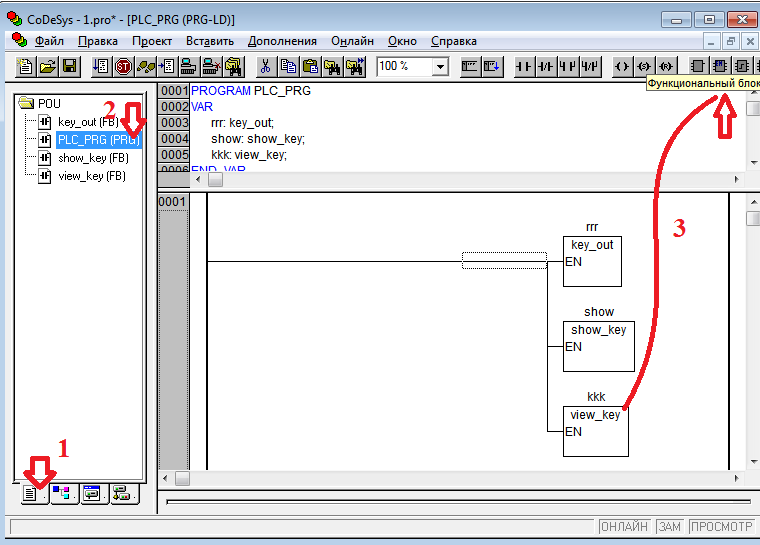 CoDeSys - 1.pro* - [PLC_PRG (PRG-LD)]
Файл Правка Проект Вставить Дополнения Онлайн Окно Справка
100 %
Функциональный блок
POU
2
key_out (FB)
PLC_PRG (PRG)
show_key (FB)
view_key (FB)
1
0001 PROGRAM PLC_PRG
0002 VAR
0003 rrr: key_out;
0004 show: show_key;
0005 kkk: view_key;
0006 END_VAR
0001
rrr
key_out
EN
3
show
show_key
EN
kkk
view_key
EN
ОНЛАЙН ЗАМ ПРОСМОТР